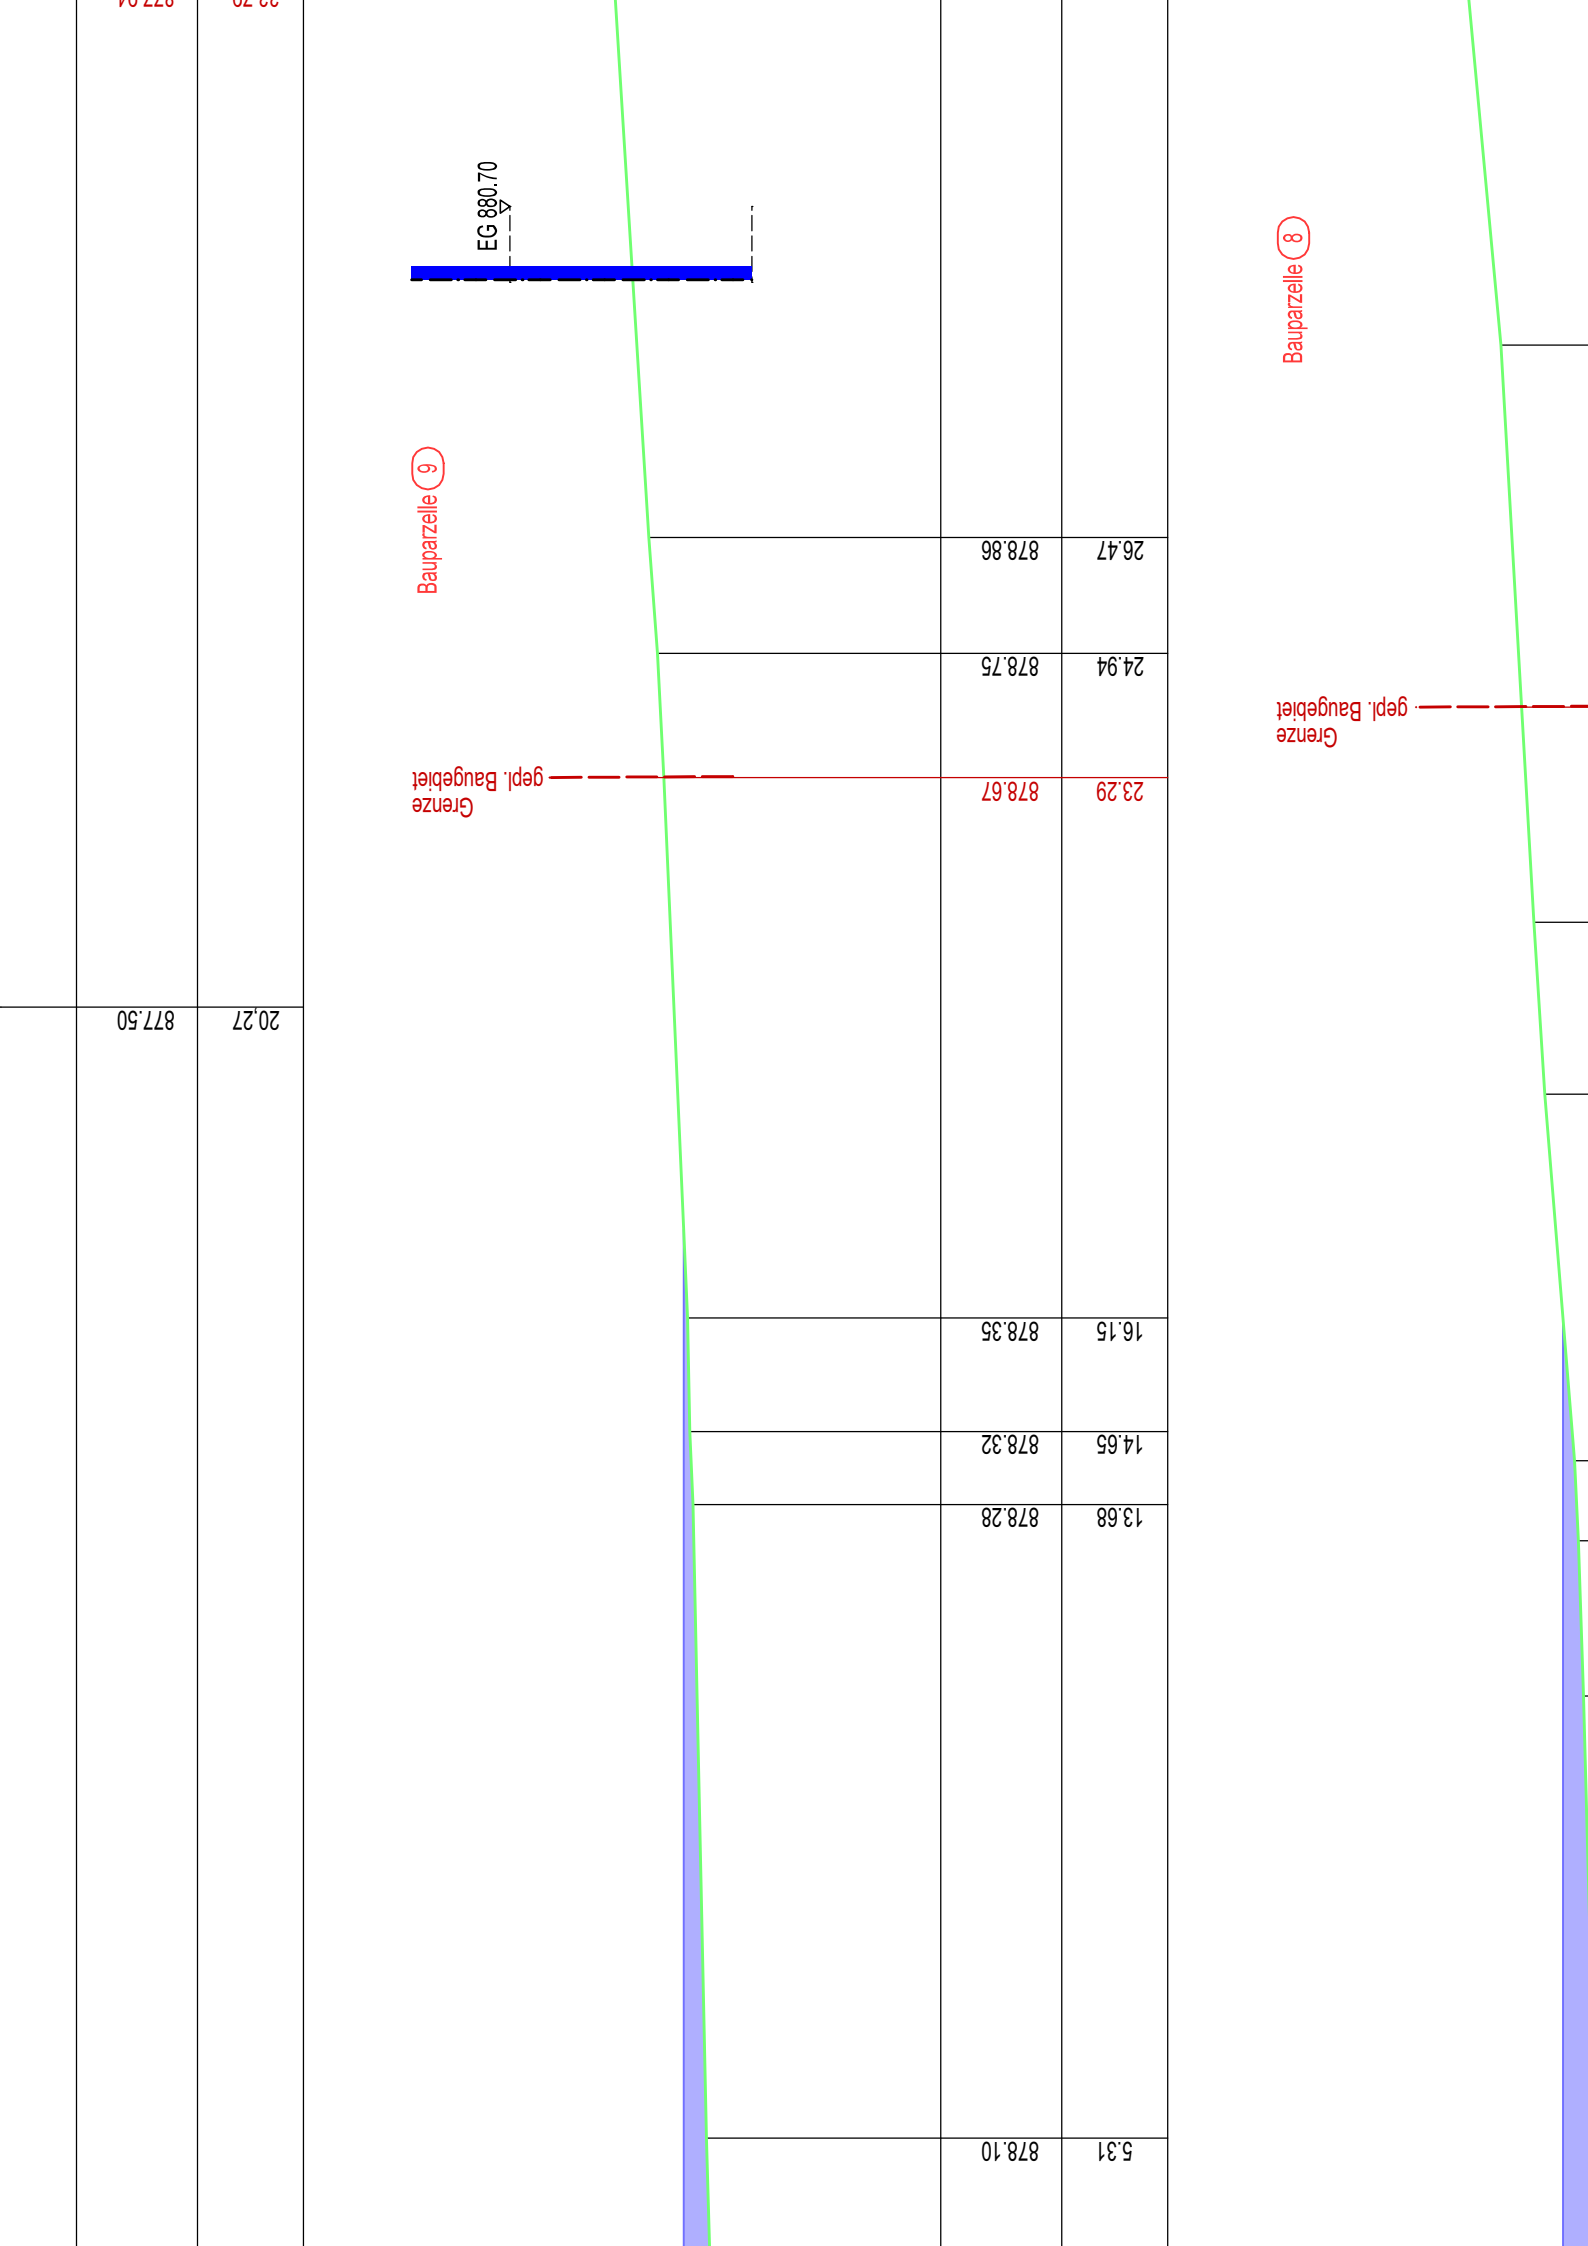 EG 880.70
Bauparzelle 9
Bauparzelle 8
26.47 878.86
24.94 878.75
Grenze
gepl. Baugebiet
23.29 878.67
Grenze
gepl. Baugebiet
20,27 877.50
16.15 878.35
14.65 878.32
13.68 878.28
5.31 878.10